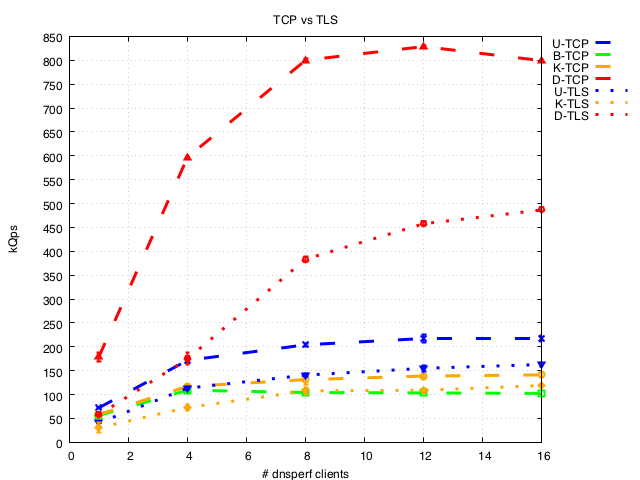 TCP vs TLS
850
800
750
700
650
600
550
500
450
400
350
300
250
200
150
100
50
0
kQps
0 2 4 6 8 10 12 14 16
# dnsperf clients
U-TCP
B-TCP
K-TCP
D-TCP
U-TLS
K-TLS
D-TLS